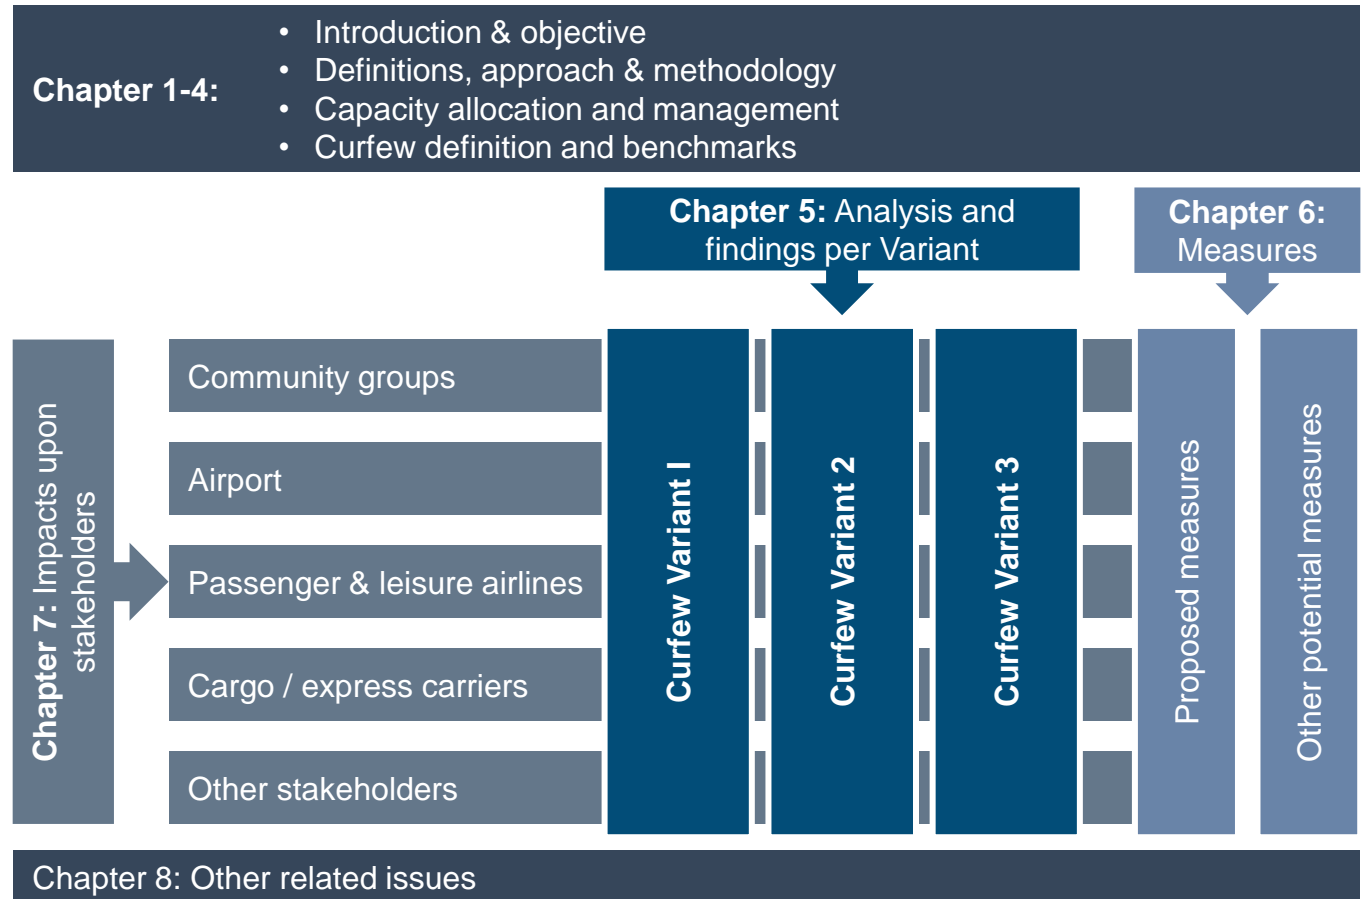 Chapter 1-4:
• Introduction & objective
• Definitions, approach & methodology
• Capacity allocation and management
• Curfew definition and benchmarks
Chapter 5: Analysis and
findings per Variant
Chapter 6:
Measures
Chapter 7: Impacts upon
stakeholders
Community groups
Airport
Passenger & leisure airlines
Cargo / express carriers
Other stakeholders
Curfew Variant I
Curfew Variant 2
Curfew Variant 3
Proposed measures
Other potential measures
Chapter 8: Other related issues